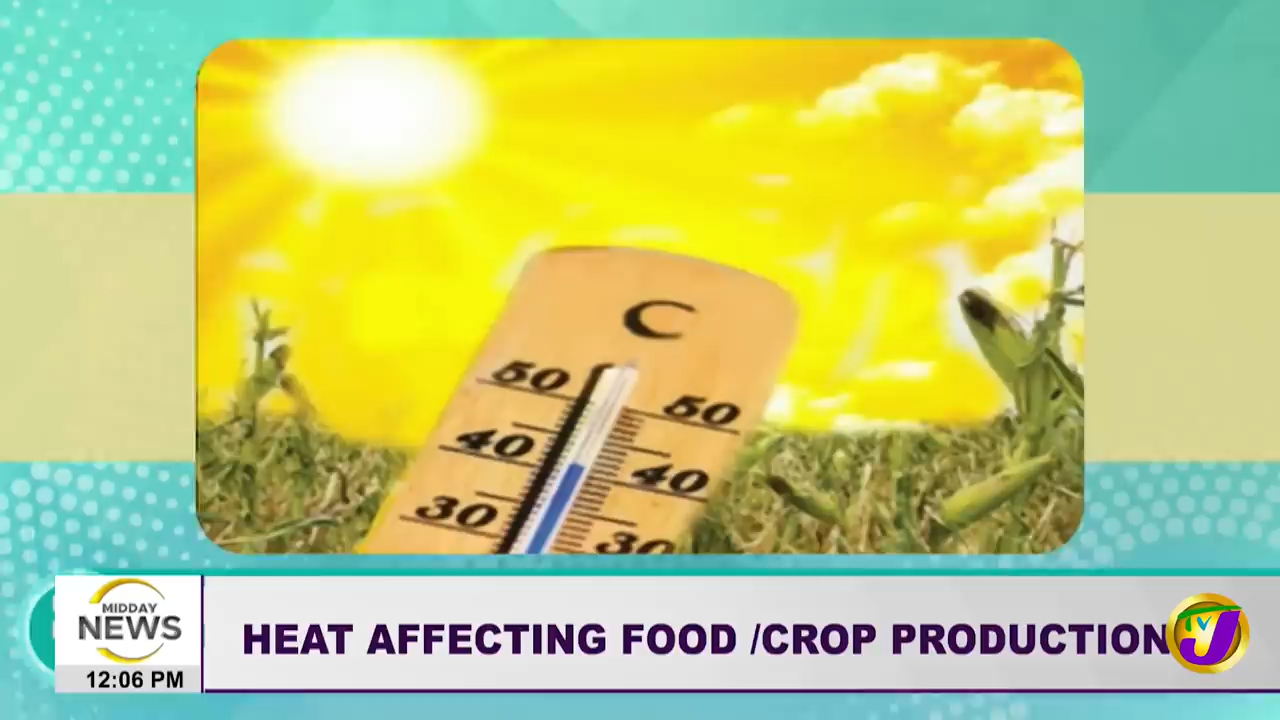 C
50
50
40
40
30
30
MIDDAY
NEWS
12:06 PM
HEAT AFFECTING FOOD /CROP PRODUCTION
TVJ